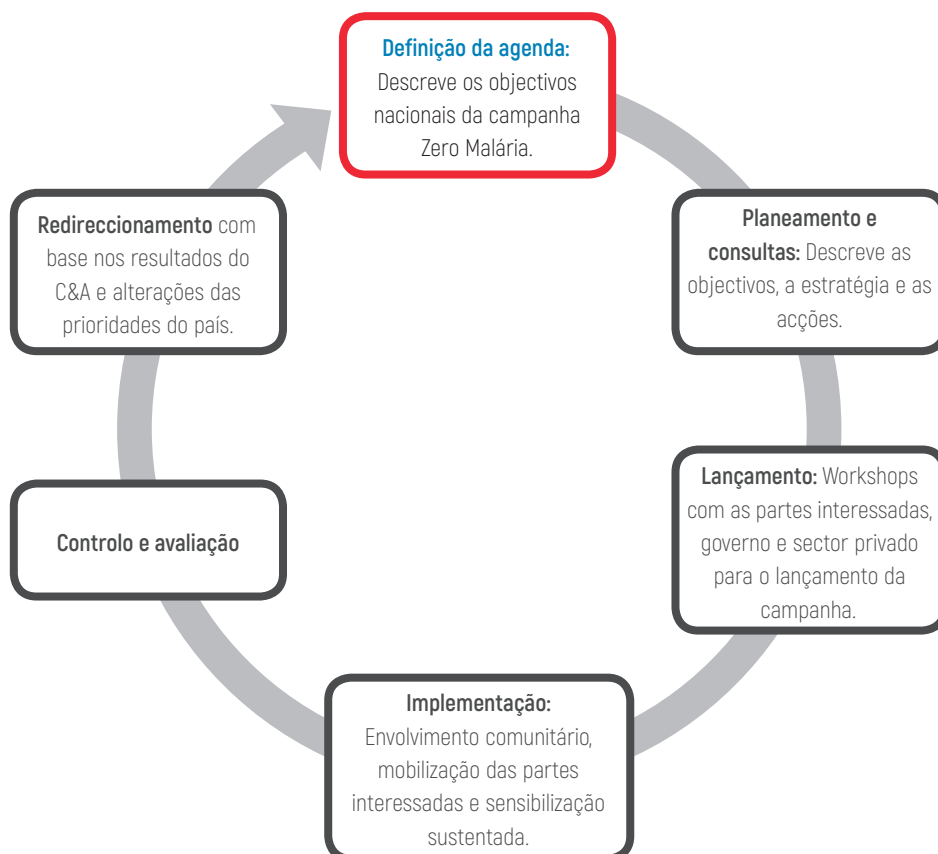 Definição da agenda:
Descreve os objectivos
nacionais da campanha
Zero Malária.
Planeamento e
consultas: Descreve as
objectivos, a estratégia e as
acções.
Lançamento: Workshops
com as partes interessadas,
governo e sector privado
para o lançamento da
campanha.
Implementação:
Envolvimento comunitário,
mobilização das partes
interessadas e sensibilização
sustentada.
Controlo e avaliação
Redireccionamento com
base nos resultados do
C&A e alterações das
prioridades do país.